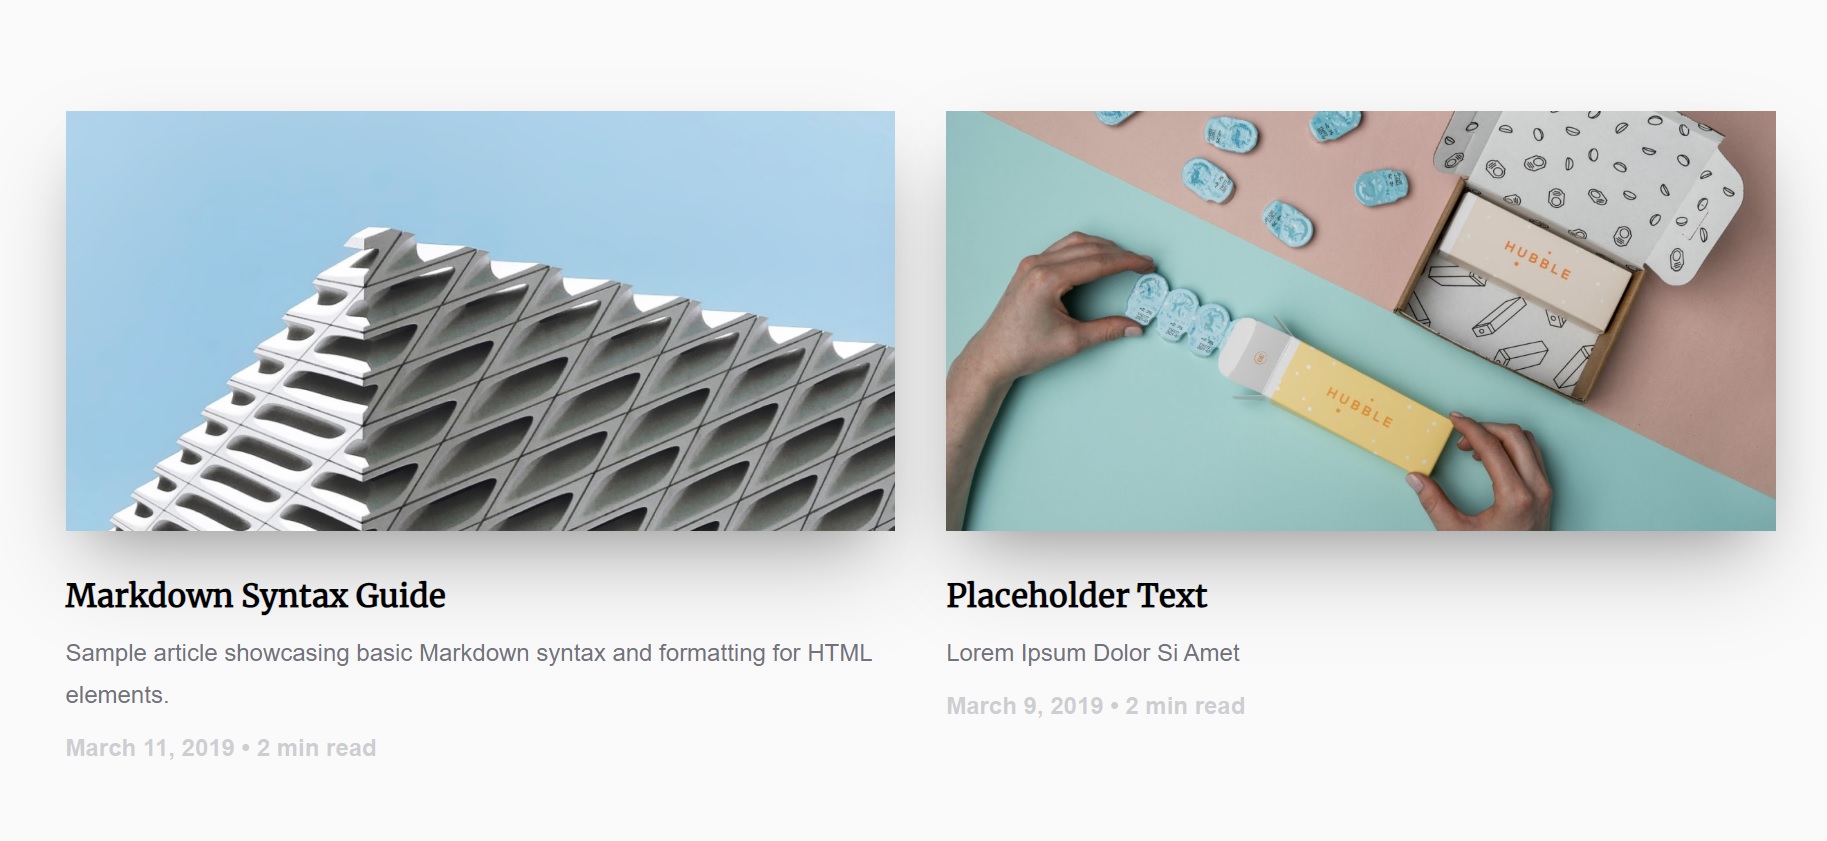 HUBBLE
HUBBLE
Markdown Syntax Guide
Sample article showcasing basic Markdown syntax and formatting for HTML
elements.
March 11, 2019 • 2 min read
Placeholder Text
Lorem Ipsum Dolor Si Amet
March 9, 2019 • 2 min read